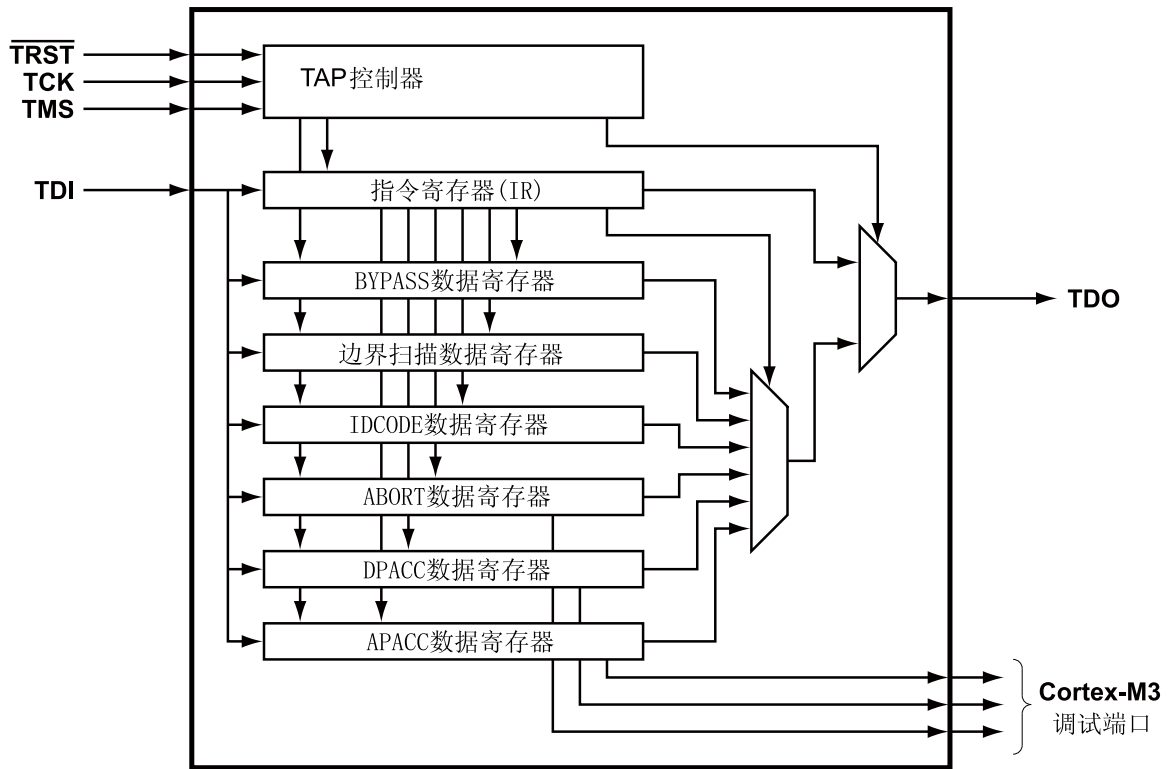 TRST
TCK
TMS
TAP控制器
TDI
指令寄存器(IR)
BYPASS数据寄存器
TDO
边界扫描数据寄存器
IDCODE数据寄存器
ABORT数据寄存器
DPACC数据寄存器
APACC数据寄存器
Cortex-M3
调试端口